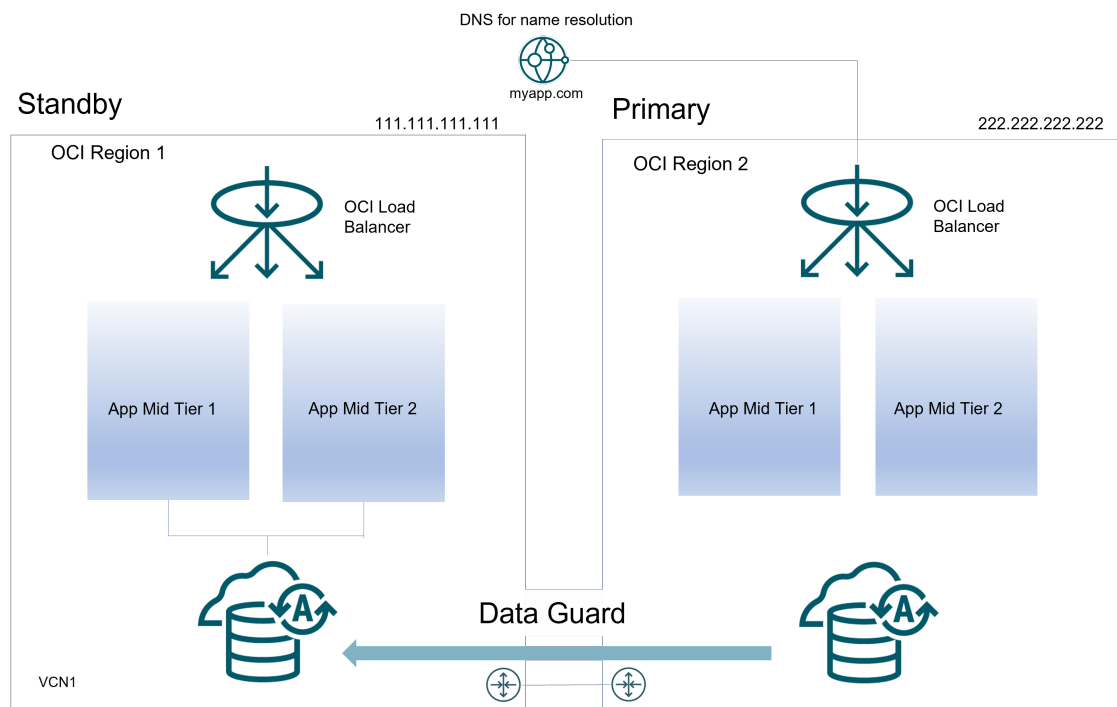 DNS for name resolution
myapp.com
Standby
111.111.111.111
OCI Region 1
OCI Load
Balancer
App Mid Tier 1
App Mid Tier 2
A
VCN1
Primary
222.222.222.222
OCI Region 2
OCI Load
Balancer
App Mid Tier 1
App Mid Tier 2
A
Data Guard